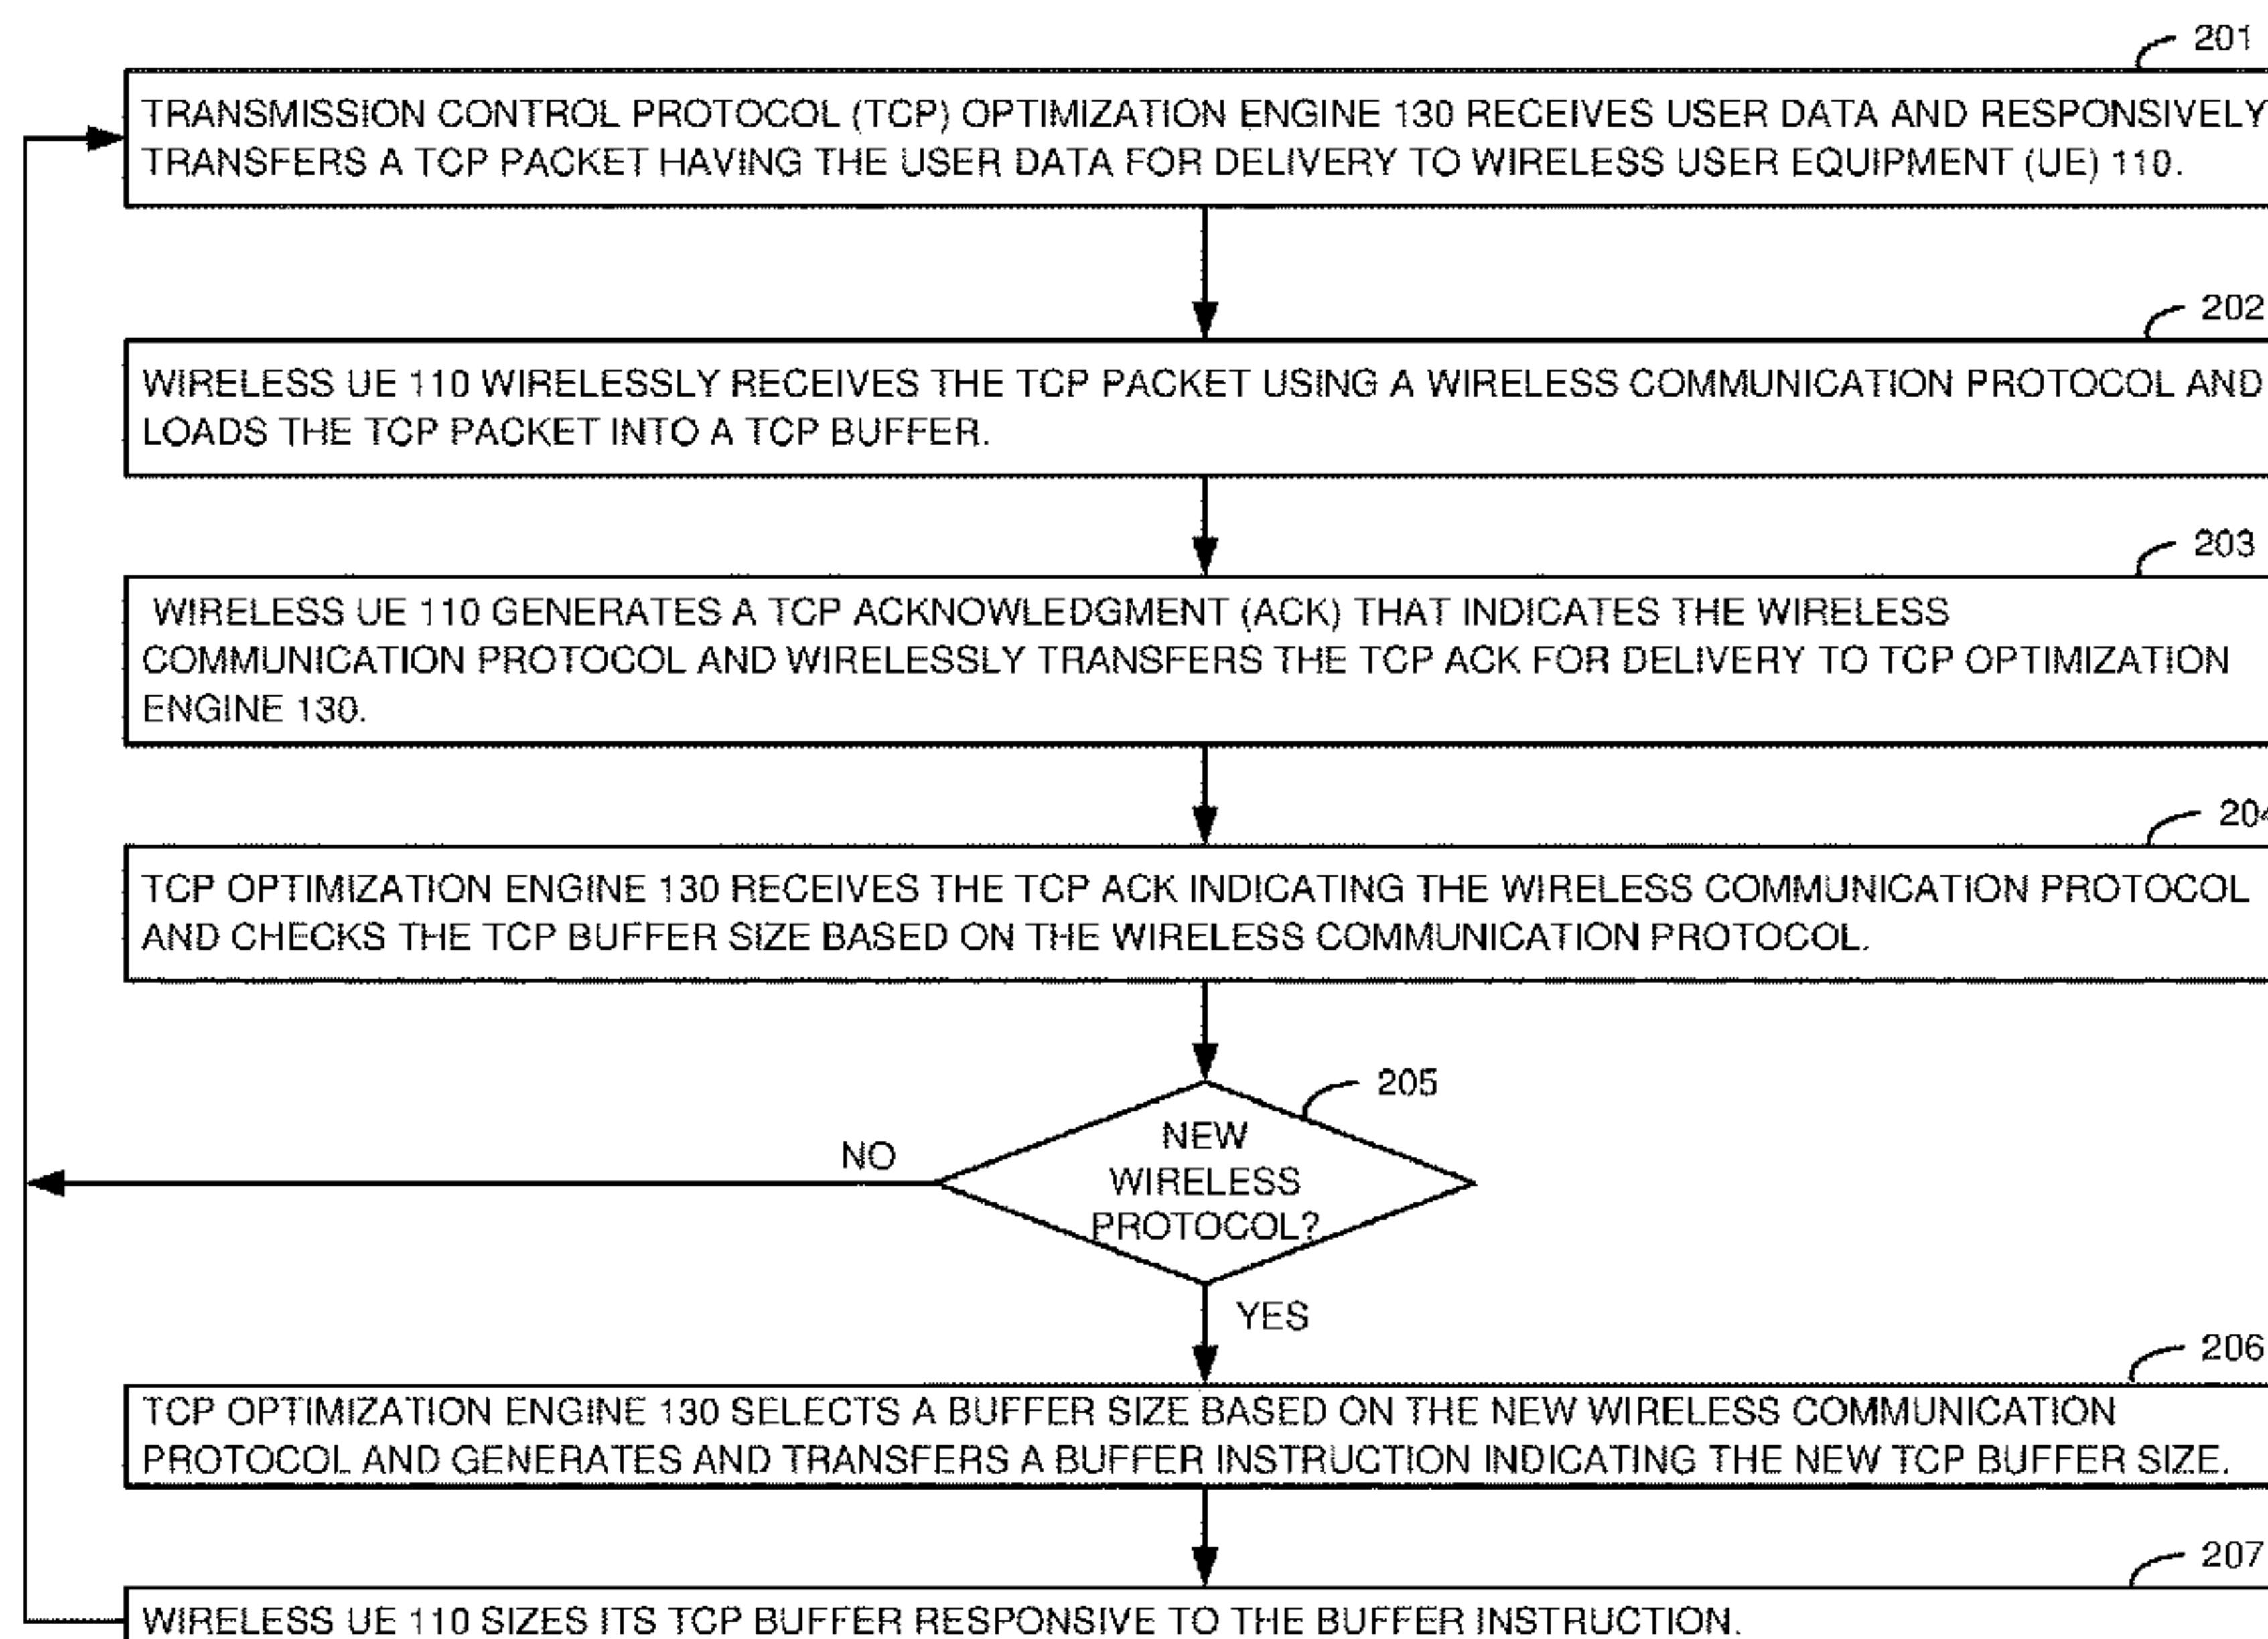 201
TRANSMISSION CONTROL PROTOCOL (TCP) OPTIMIZATION ENGINE 130 RECEIVES USER DATA AND RESPONSIVELY
TRANSFERS A TCP PACKET HAVING THE USER DATA FOR DELIVERY TO WIRELESS USER EQUIPMENT (UE) 110.
202
WIRELESS UE 110 WIRELESSLY RECEIVES THE TCP PACKET USING A WIRELESS COMMUNICATION PROTOCOL AND
LOADS THE TCP PACKET INTO A TCP BUFFER.
203
WIRELESS UE 110 GENERATES A TCP ACKNOWLEDGMENT (ACK) THAT INDICATES THE WIRELESS
COMMUNICATION PROTOCOL AND WIRELESSLY TRANSFERS THE TCP ACK FOR DELIVERY TO TCP OPTIMIZATION
ENGINE 130.
204
TCP OPTIMIZATION ENGINE 130 RECEIVES THE TCP ACK INDICATING THE WIRELESS COMMUNICATION PROTOCOL
AND CHECKS THE TCP BUFFER SIZE BASED ON THE WIRELESS COMMUNICATION PROTOCOL.
205
NEW
WIRELESS
PROTOCOL?
NO
YES
206
TCP OPTIMIZATION ENGINE 130 SELECTS A BUFFER SIZE BASED ON THE NEW WIRELESS COMMUNICATION
PROTOCOL AND GENERATES AND TRANSFERS A BUFFER INSTRUCTION INDICATING THE NEW TCP BUFFER SIZE.
207
WIRELESS UE 110 SIZES ITS TCP BUFFER RESPONSIVE TO THE BUFFER INSTRUCTION.